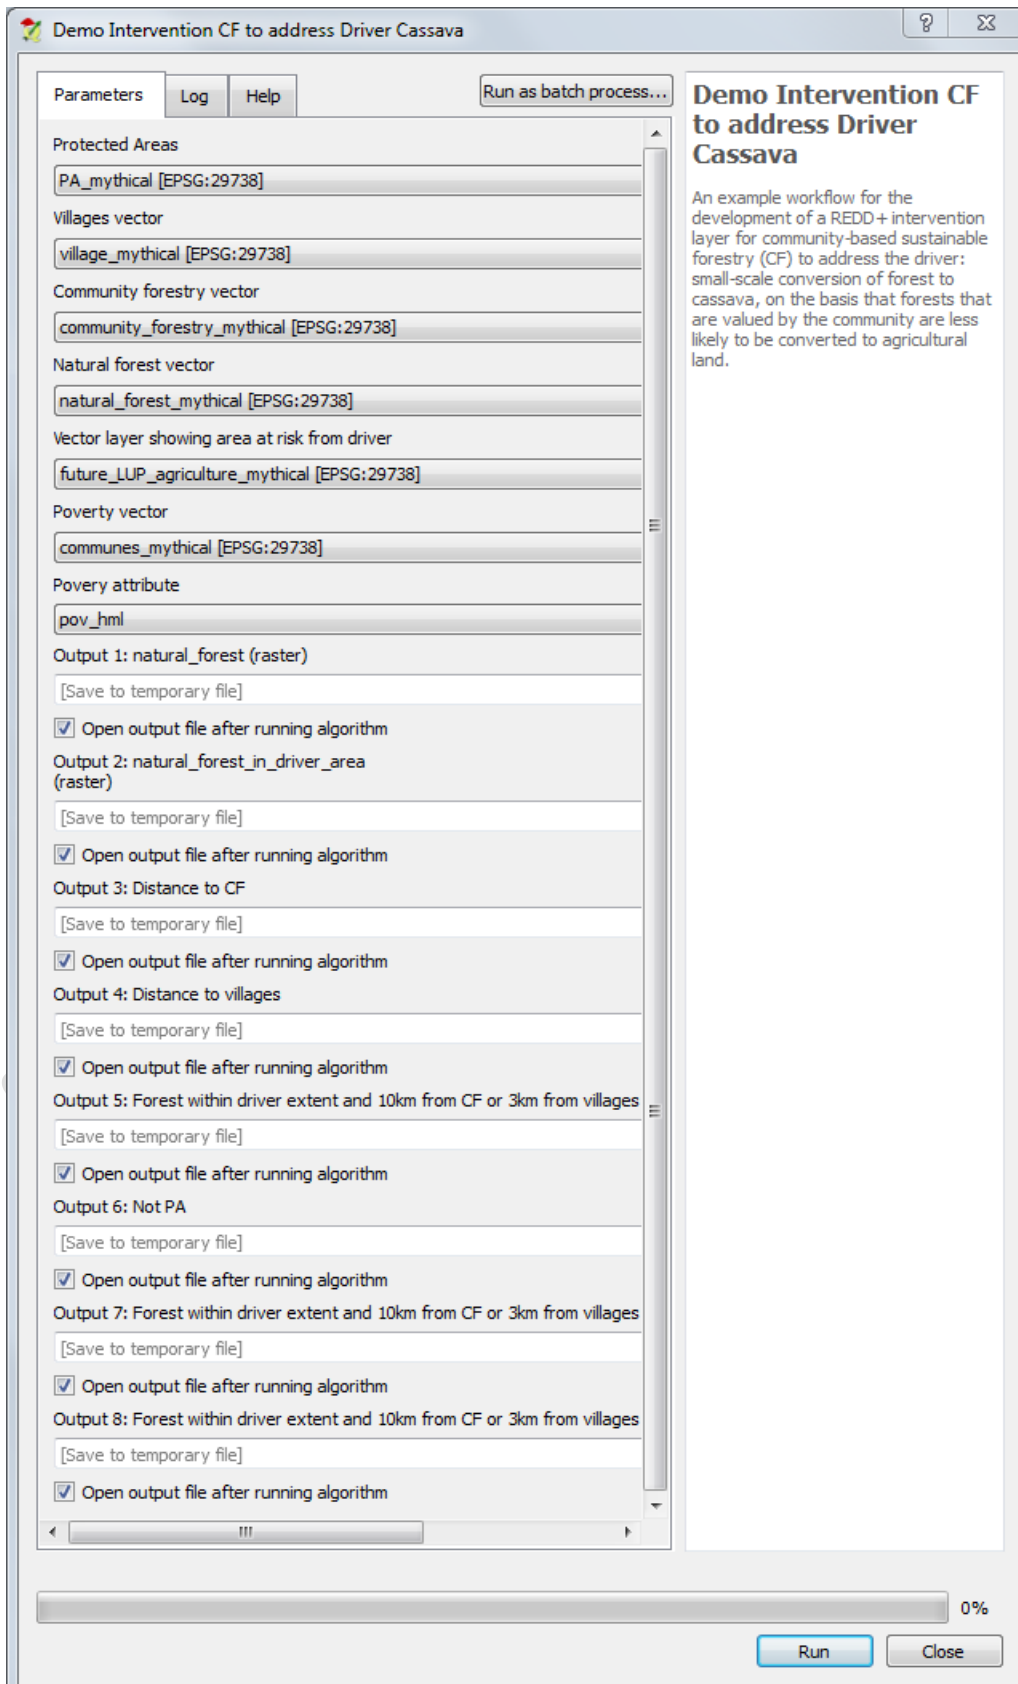 Demo Intervention CF to address Driver Cassava
Parameters
Log
Help
Run as batch process...
Protected Areas
PA_mythical [EPSG:29738]
Villages vector
village_mythical [EPSG:29738]
Community forestry vector
community_forestry_mythical [EPSG:29738]
Natural forest vector
natural_forest_mythical [EPSG:29738]
Vector layer showing area at risk from driver
future_LUP_agriculture_mythical [EPSG:29738]
Poverty vector
communes_mythical [EPSG:29738]
Povery attribute
pov_hml
Output 1: natural_forest (raster)
[Save to temporary file]
Open output file after running algorithm
Output 2: natural_forest_in_driver_area
(raster)
[Save to temporary file]
Open output file after running algorithm
Output 3: Distance to CF
[Save to temporary file]
Open output file after running algorithm
Output 4: Distance to villages
[Save to temporary file]
Open output file after running algorithm
Output 5: Forest within driver extent and 10km from CF or 3km from villages
[Save to temporary file]
Open output file after running algorithm
Output 6: Not PA
[Save to temporary file]
Open output file after running algorithm
Output 7: Forest within driver extent and 10km from CF or 3km from villages
[Save to temporary file]
Open output file after running algorithm
Output 8: Forest within driver extent and 10km from CF or 3km from villages
[Save to temporary file]
Open output file after running algorithm
Demo Intervention CF
to address Driver
Cassava
An example workflow for the
development of a REDD+ intervention
layer for community-based sustainable
forestry (CF) to address the driver:
small-scale conversion of forest to
cassava, on the basis that forests that
are valued by the community are less
likely to be converted to agricultural
land.
0%
Run
Close